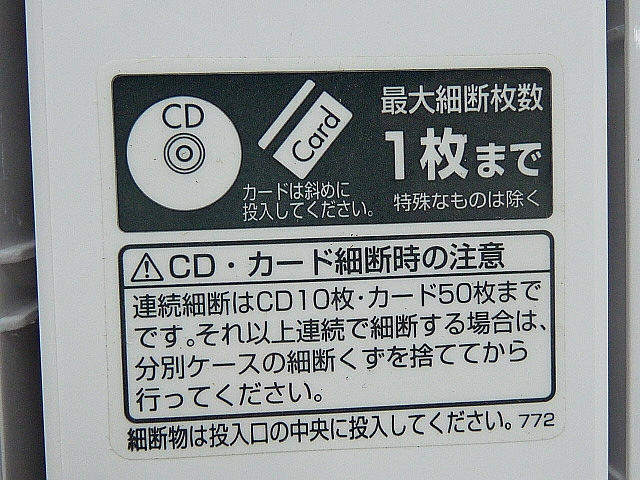 CD
Card
最大細断枚数
1枚まで
カードは斜めに
投入してください。
特殊なものは除く
⚠CD・カード細断時の注意
連続細断はCD10枚・カード50枚まで
です。それ以上連続で細断する場合は、
分別ケースの細断くずを捨ててから
行ってください。
細断物は投入口の中央に投入してください。772